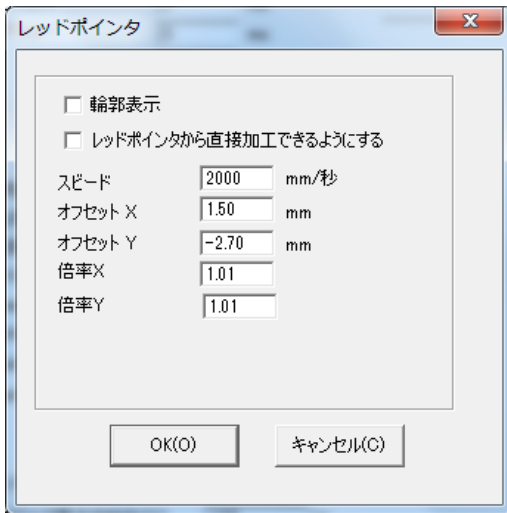 レッドポインタ
輪郭表示
レッドポインタから直接加工できるようにする
スピード 2000 mm/秒
オフセット X 1.50 mm
オフセット Y -2.70 mm
倍率X 1.01
倍率Y 1.01
OK(O) キャンセル(C)